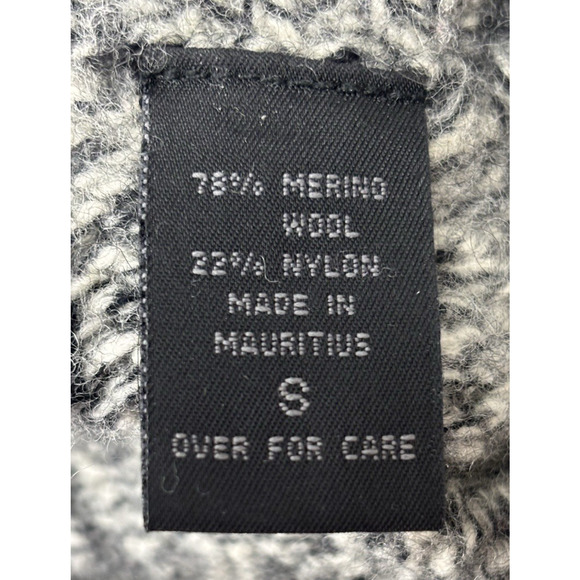 78% MERINO
WOOL
22% NYLON
MADE IN
MAURITIUS
S
OVER FOR CARE